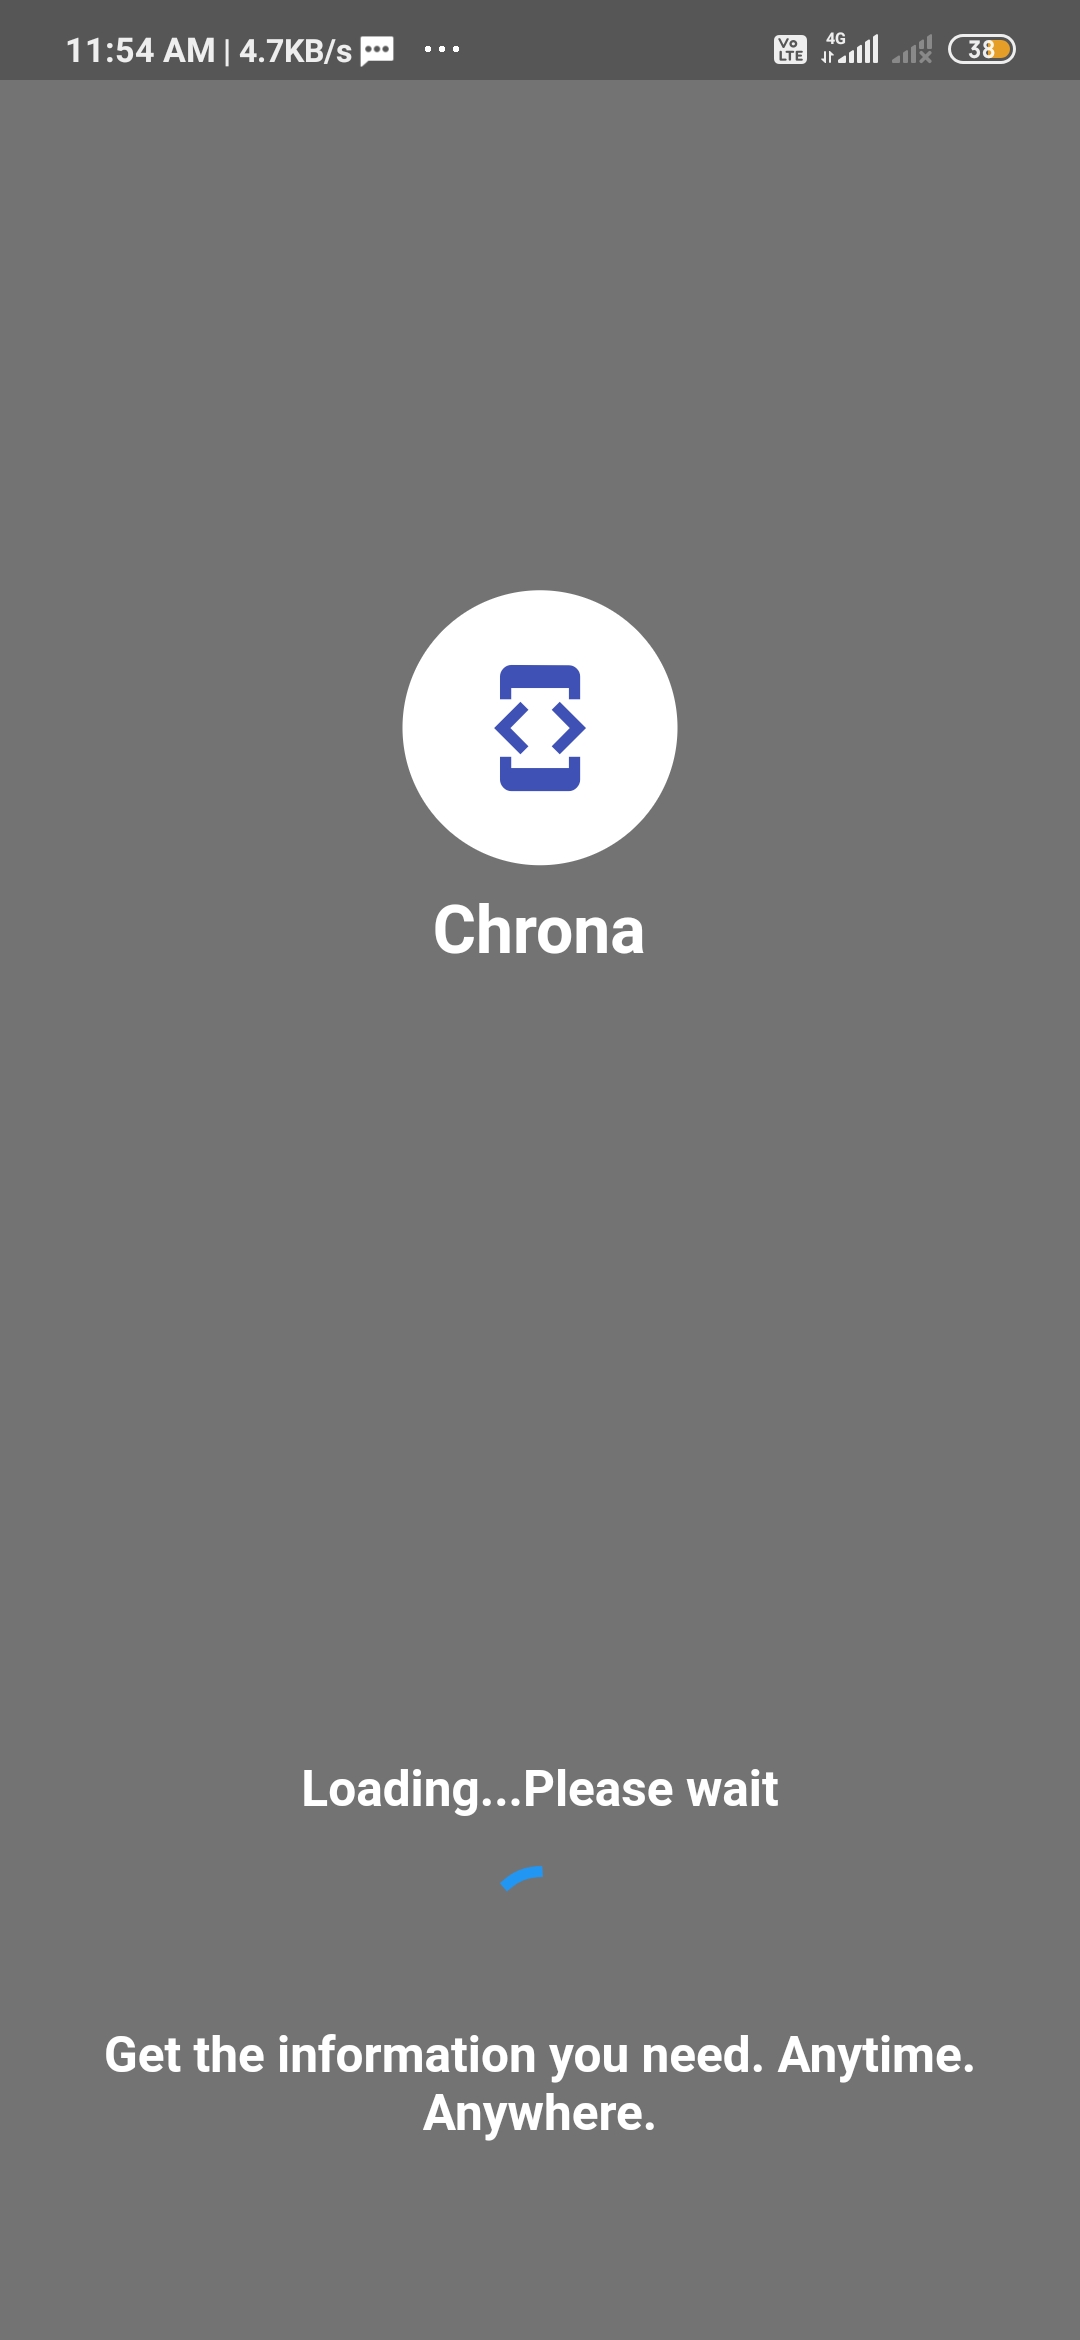 11:54 AM | 4.7KB/s ... Vo LTE 4G 38
Chrona
Loading...Please wait
Get the information you need. Anytime.
Anywhere.